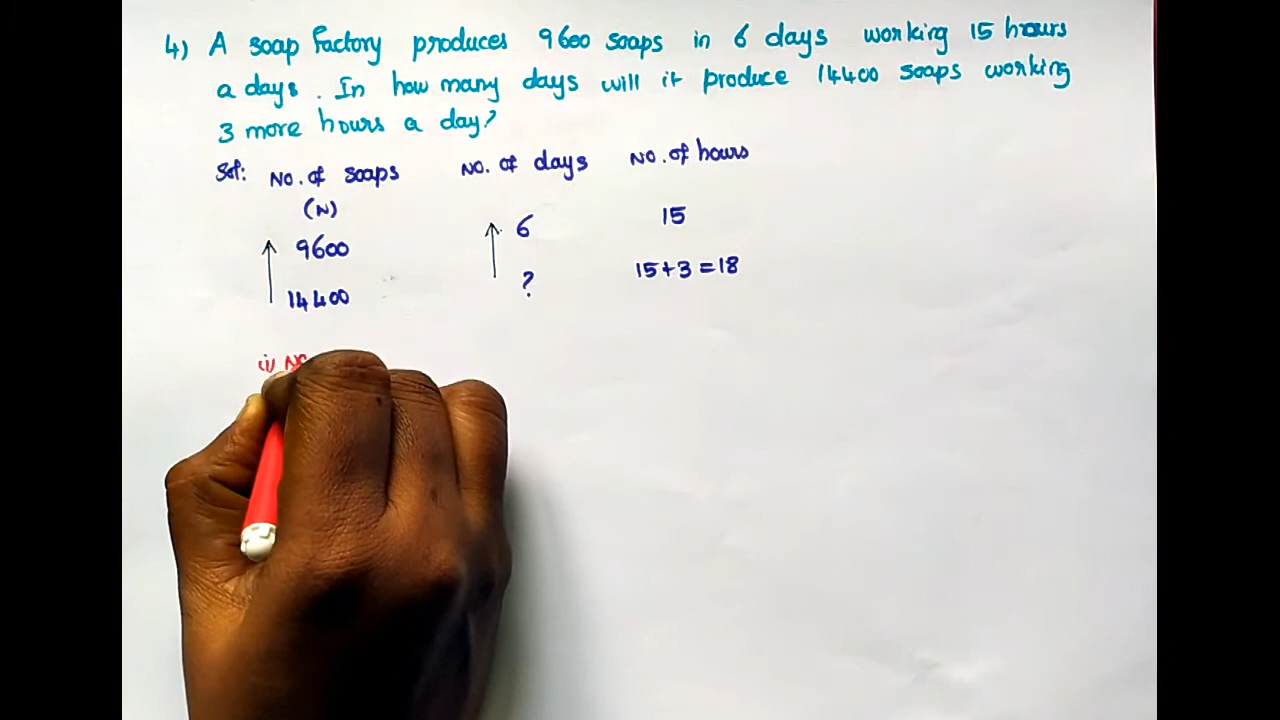 4) A soap factory produces 9600 soaps in 6 days working 15 hours
a days. In how many days will it produce 14400 soaps working
3 more hours a day?
Sol: No. of soaps No. of days No. of hours
(N)
9600 6 15
14400 ? 15+3=18
(i) No